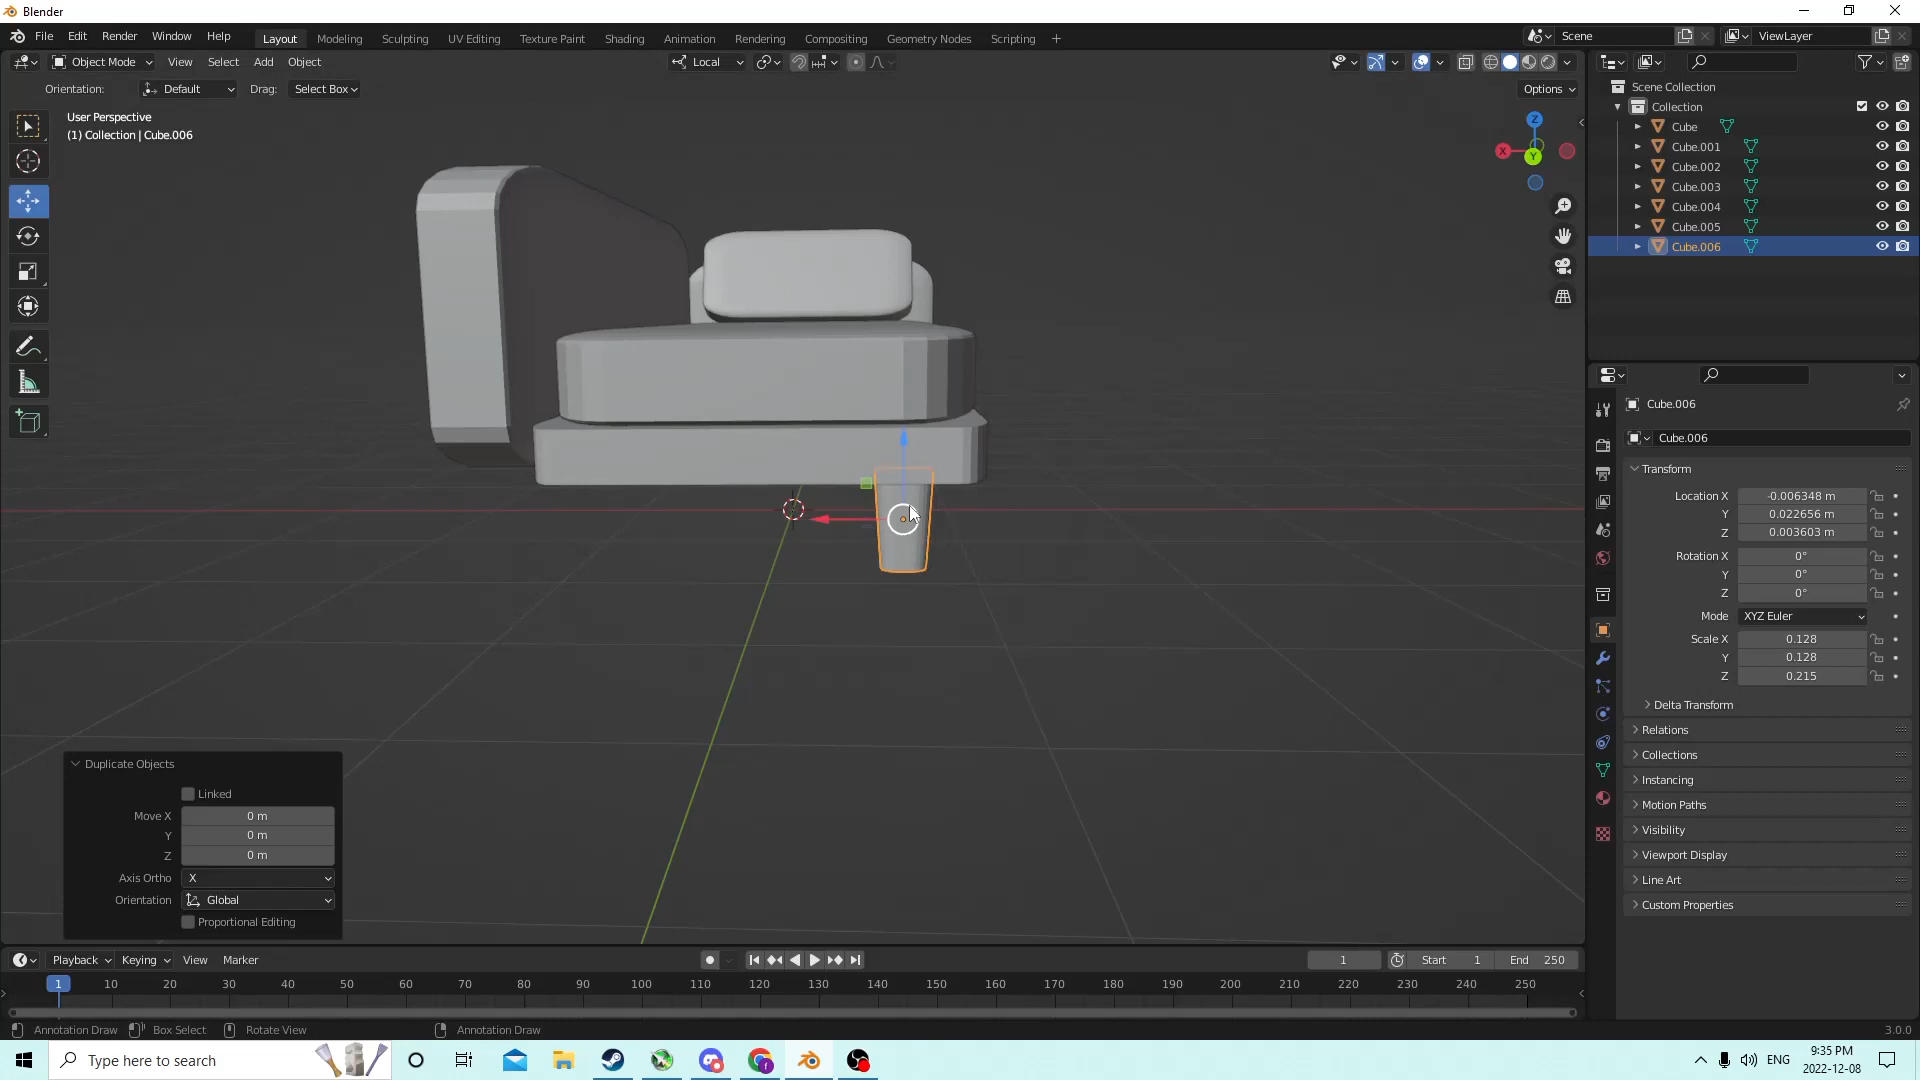 Blender
File Edit Render Window Help
Layout Modeling Sculpting UV Editing Texture Paint Shading Animation Rendering Compositing Geometry Nodes Scripting +
Scene
ViewLayer
Object Mode View Select Add Object
Local
Orientation: Default Drag: Select Box
Options
User Perspective
(1) Collection | Cube.006
Z
X
Y
Scene Collection
Collection
Cube
Cube.001
Cube.002
Cube.003
Cube.004
Cube.005
Cube.006
Cube.006
Cube.006
Transform
Location X -0.006348 m
Y 0.022656 m
Z 0.003603 m
Rotation X 0°
Y 0°
Z 0°
Mode XYZ Euler
Scale X 0.128
Y 0.128
Z 0.215
Delta Transform
Relations
Collections
Instancing
Motion Paths
Visibility
Viewport Display
Line Art
Custom Properties
Duplicate Objects
Linked
Move X 0 m
Y 0 m
Z 0 m
Axis Ortho X
Orientation Global
Proportional Editing
Playback Keying View Marker
1 Start 1 End 250
1 10 20 30 40 50 60 70 80 90 100 110 120 130 140 150 160 170 180 190 200 210 220 230 240 250
Annotation Draw Box Select Rotate View Annotation Draw
3.0.0
Type here to search
ENG
9:35 PM
2022-12-08